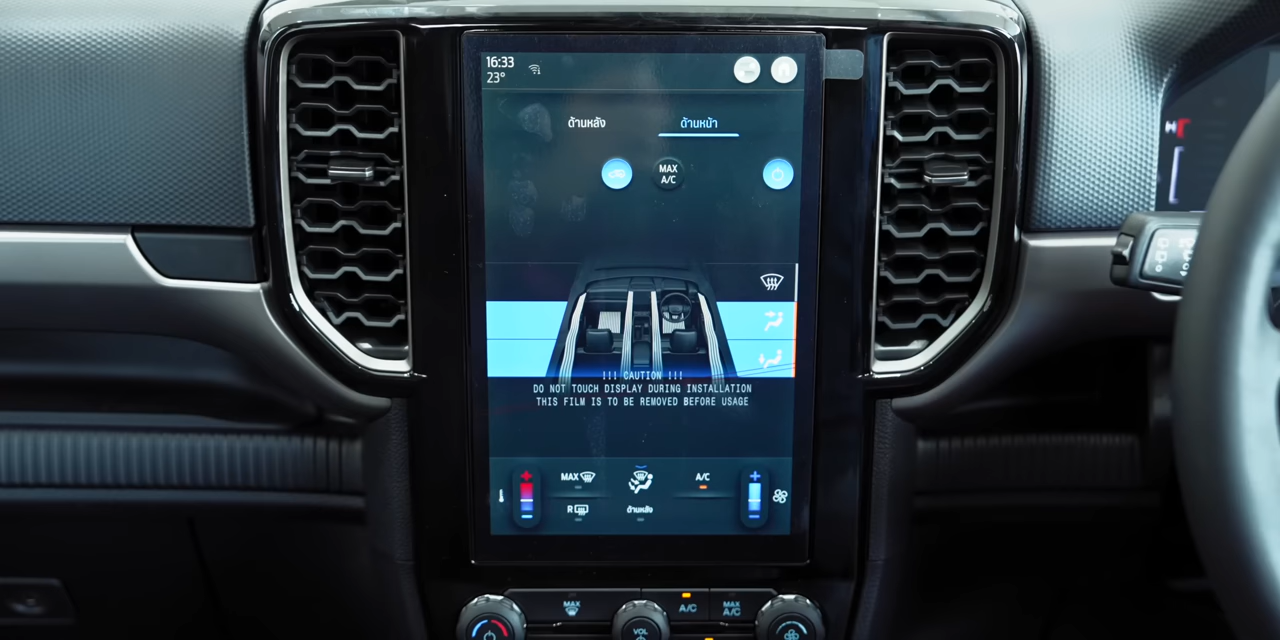 16:33
23°
ด้านหลัง ด้านหน้า
MAX
A/C
!!! CAUTION !!!
DO NOT TOUCH DISPLAY DURING INSTALLATION
THIS FILM IS TO BE REMOVED BEFORE USAGE
MAX A/C
R ด้านหลัง
MAX A/C MAX
A/C
VOL